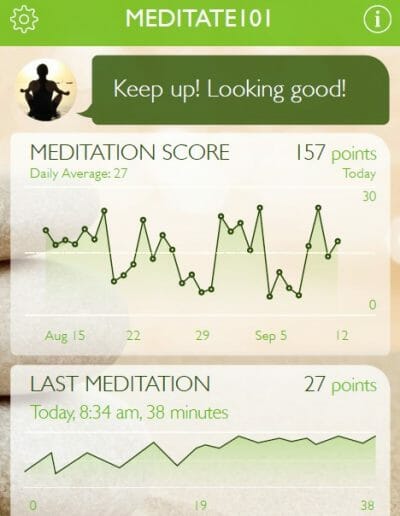 MEDITATE101
Keep up! Looking good!
MEDITATION SCORE 157 points
Daily Average: 27 Today
30
0
Aug 15 22 29 Sep 5 12
LAST MEDITATION 27 points
Today, 8:34 am, 38 minutes
0 19 38